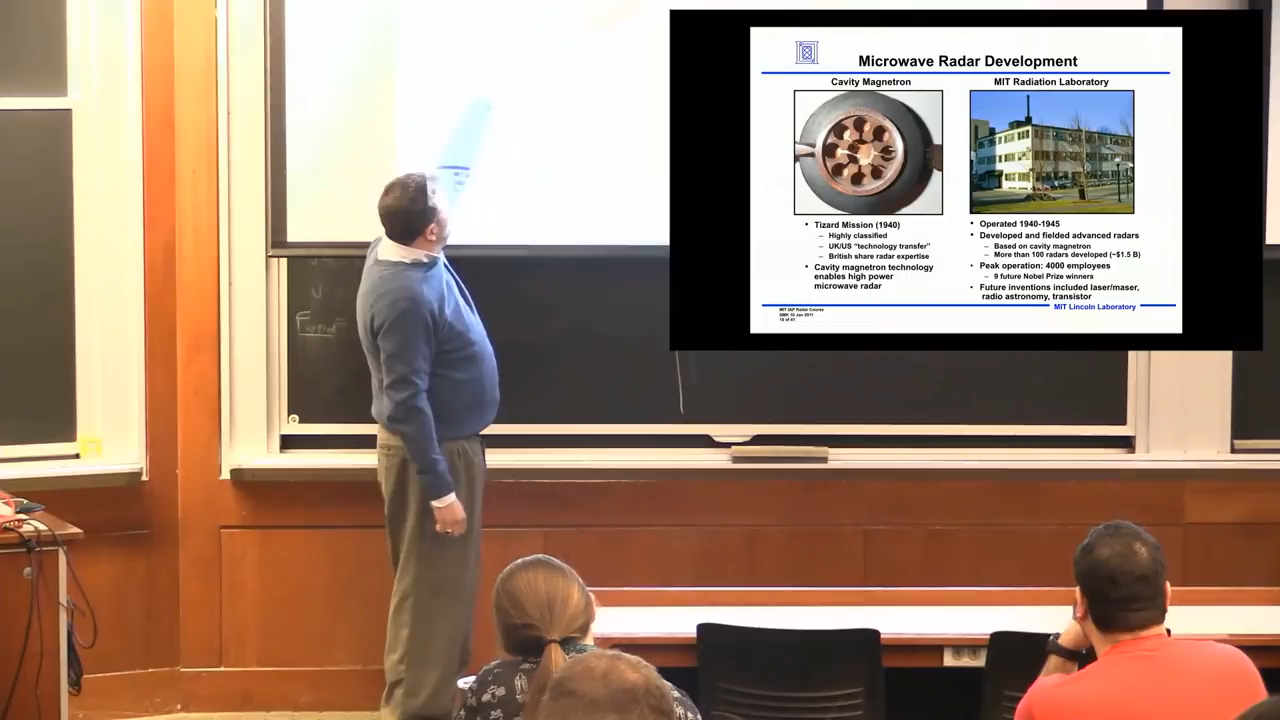 Microwave Radar Development
Cavity Magnetron
• Tizard Mission (1940)
– Highly classified
– UK/US "technology transfer"
– British share radar expertise
• Cavity magnetron technology
enables high power
microwave radar
MIT Radiation Laboratory
• Operated 1940-1945
• Developed and fielded advanced radars
– Based on cavity magnetron
– More than 100 radars developed (~$1.5 B)
• Peak operation: 4000 employees
– 9 future Nobel Prize winners
• Future inventions included laser/maser,
radio astronomy, transistor
MIT Lincoln Laboratory
MIT IAP Radar Course